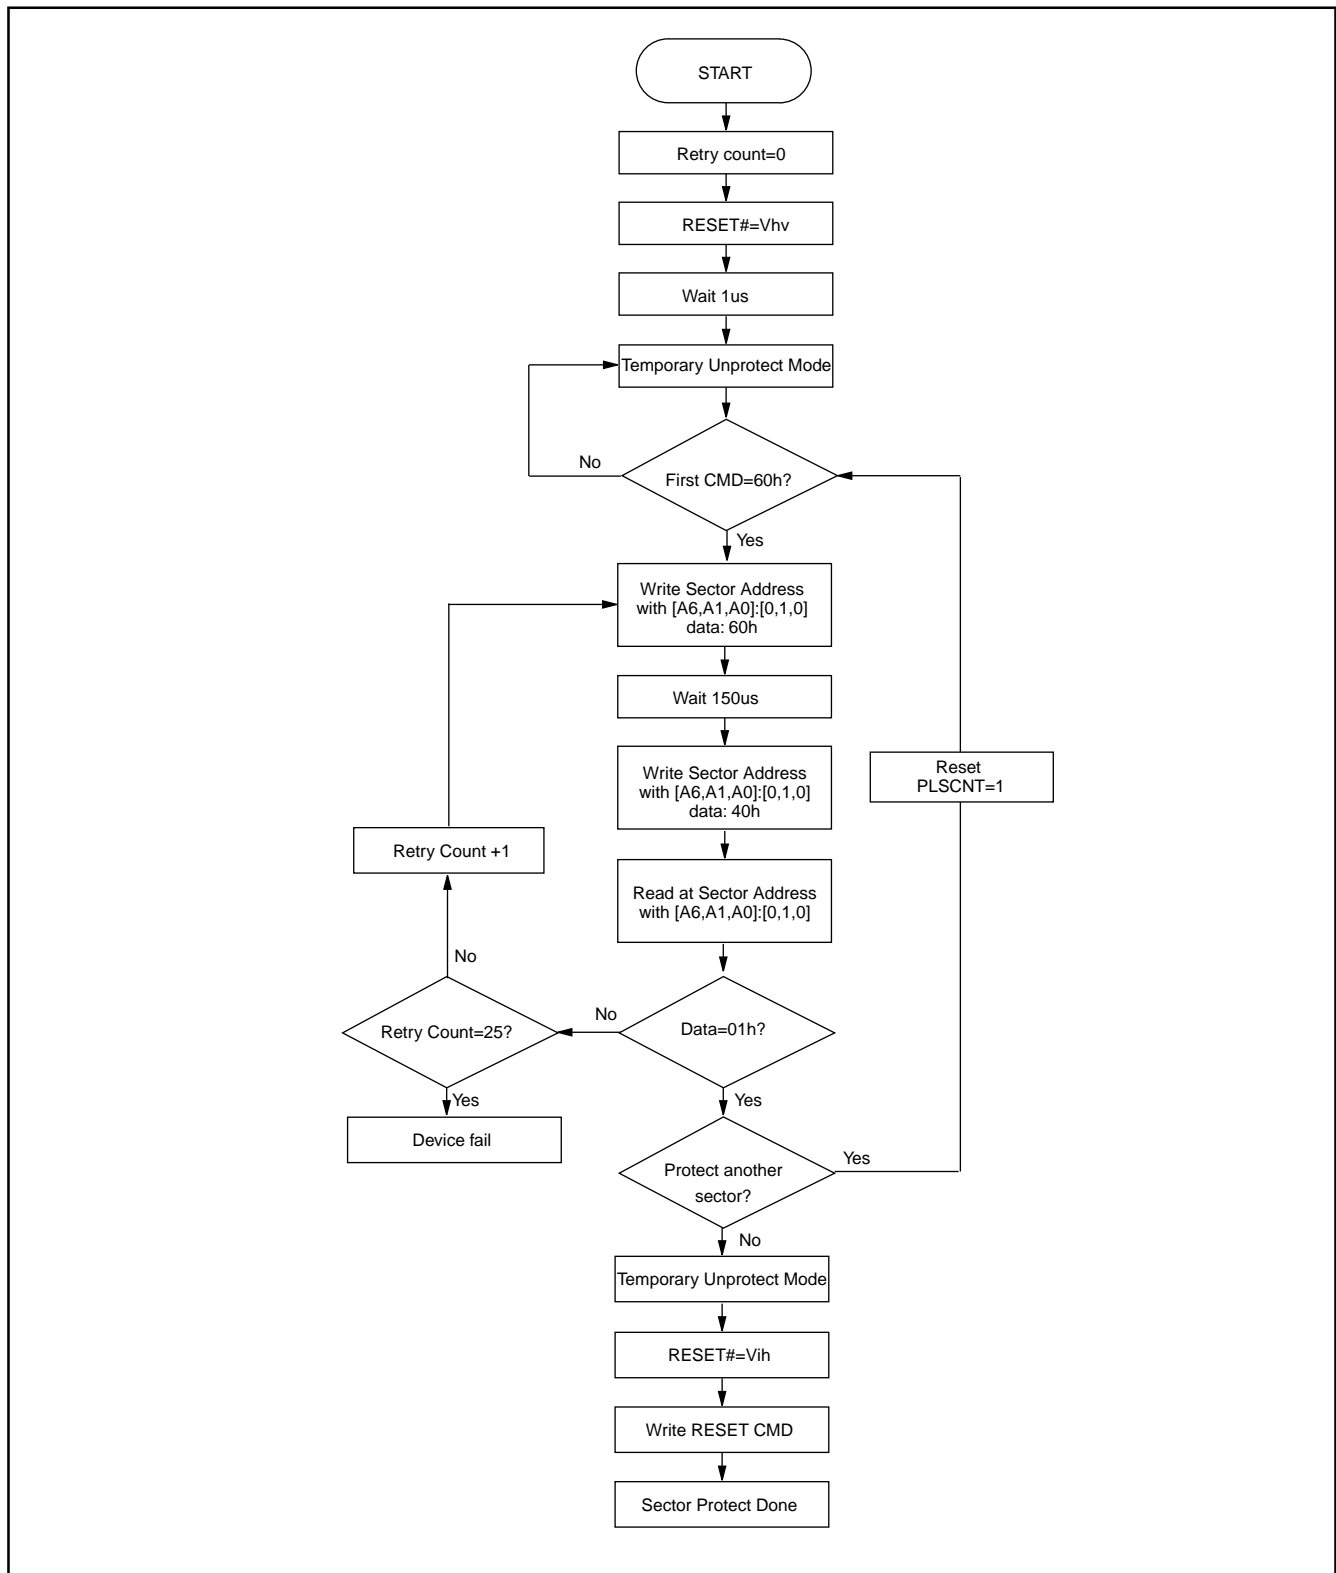 START
Retry count=0
RESET#=Vhv
Wait 1us
Temporary Unprotect Mode
No
First CMD=60h?
Yes
Write Sector Address
with [A6,A1,A0]:[0,1,0]
data: 60h
Wait 150us
Write Sector Address
with [A6,A1,A0]:[0,1,0]
data: 40h
Reset
PLSCNT=1
Retry Count +1
Read at Sector Address
with [A6,A1,A0]:[0,1,0]
No
No
Retry Count=25?
Data=01h?
Yes
Yes
Device fail
Protect another
sector?
Yes
No
Temporary Unprotect Mode
RESET#=Vih
Write RESET CMD
Sector Protect Done